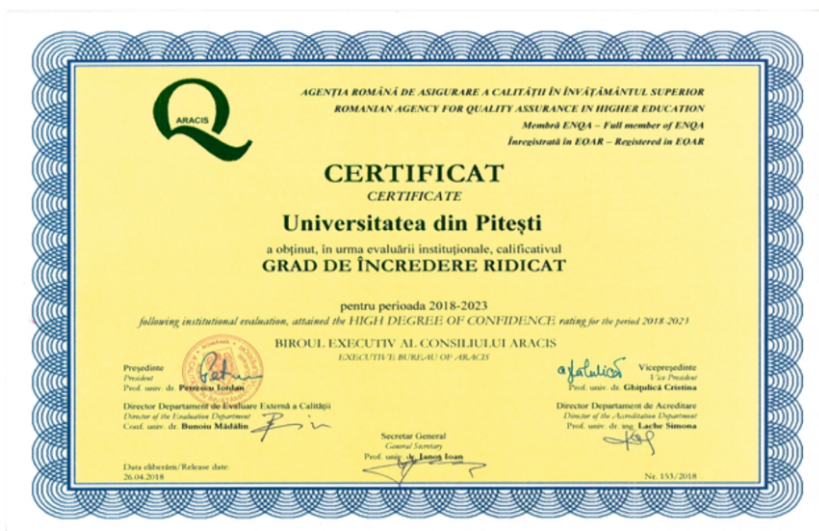 ARACIS
AGENȚIA ROMÂNĂ DE ASIGURARE A CALITĂȚII ÎN ÎNVĂȚĂMÂNTUL SUPERIOR
ROMANIAN AGENCY FOR QUALITY ASSURANCE IN HIGHER EDUCATION
Membră ENQA – Full member of ENQA
Înregistrată în EQAR – Registered in EQAR
CERTIFICAT
CERTIFICATE
Universitatea din Pitești
a obținut, în urma evaluării instituționale, calificativul
GRAD DE ÎNCREDERE RIDICAT
pentru perioada 2018-2023
following institutional evaluation, attained the HIGH DEGREE OF CONFIDENCE rating for the period 2018-2023
BIROUL EXECUTIV AL CONSILIULUI ARACIS
EXECUTIVE BUREAU OF ARACIS
Președinte
President
Prof. univ. dr. Petrescu Iordan
Vicepreședinte
Vice President
Prof. univ. dr. Ghițulică Cristina
Director Departament de Evaluare Externă a Calității
Director of the Evaluation Department
Conf. univ. dr. Bunoiu Mădălin
Director Departament de Acreditare
Director of the Accreditation Department
Prof. univ. dr. ing. Lache Simona
Secretar General
General Secretary
Prof. univ. dr. Ianoș Ioan
Data eliberării/Release date:
26.04.2018
Nr. 153/2018